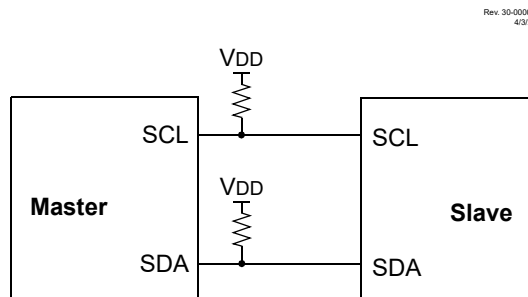 Rev. 30-0000
4/3/
VDD
SCL
SCL
VDD
Master
Slave
SDA
SDA